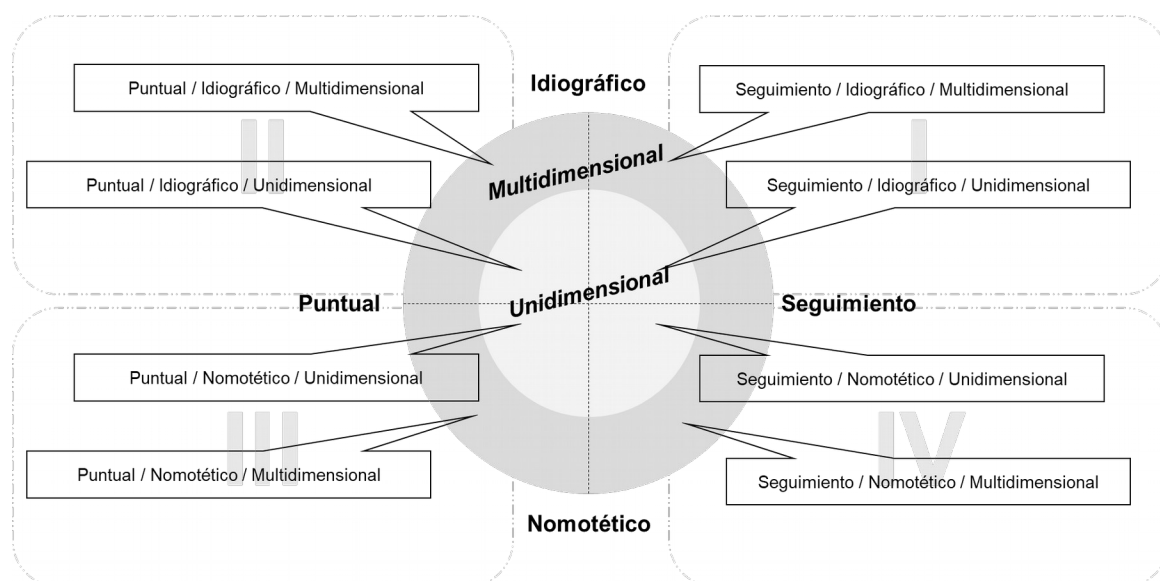 Idiográfico
Puntual / Idiográfico / Multidimensional
Seguimiento / Idiográfico / Multidimensional
II
I
Multidimensional
Puntual / Idiográfico / Unidimensional
Seguimiento / Idiográfico / Unidimensional
Unidimensional
Puntual
Seguimiento
Puntual / Nomotético / Unidimensional
Seguimiento / Nomotético / Unidimensional
III
IV
Puntual / Nomotético / Multidimensional
Seguimiento / Nomotético / Multidimensional
Nomotético